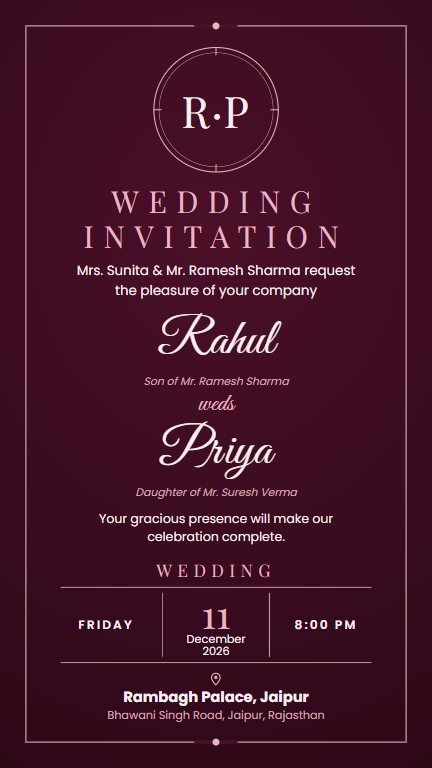 R·P
WEDDING
INVITATION
Mrs. Sunita & Mr. Ramesh Sharma request
the pleasure of your company
Rahul
Son of Mr. Ramesh Sharma
weds
Priya
Daughter of Mr. Suresh Verma
Your gracious presence will make our
celebration complete.
WEDDING
FRIDAY
11
December
2026
8:00 PM
Rambagh Palace, Jaipur
Bhawani Singh Road, Jaipur, Rajasthan